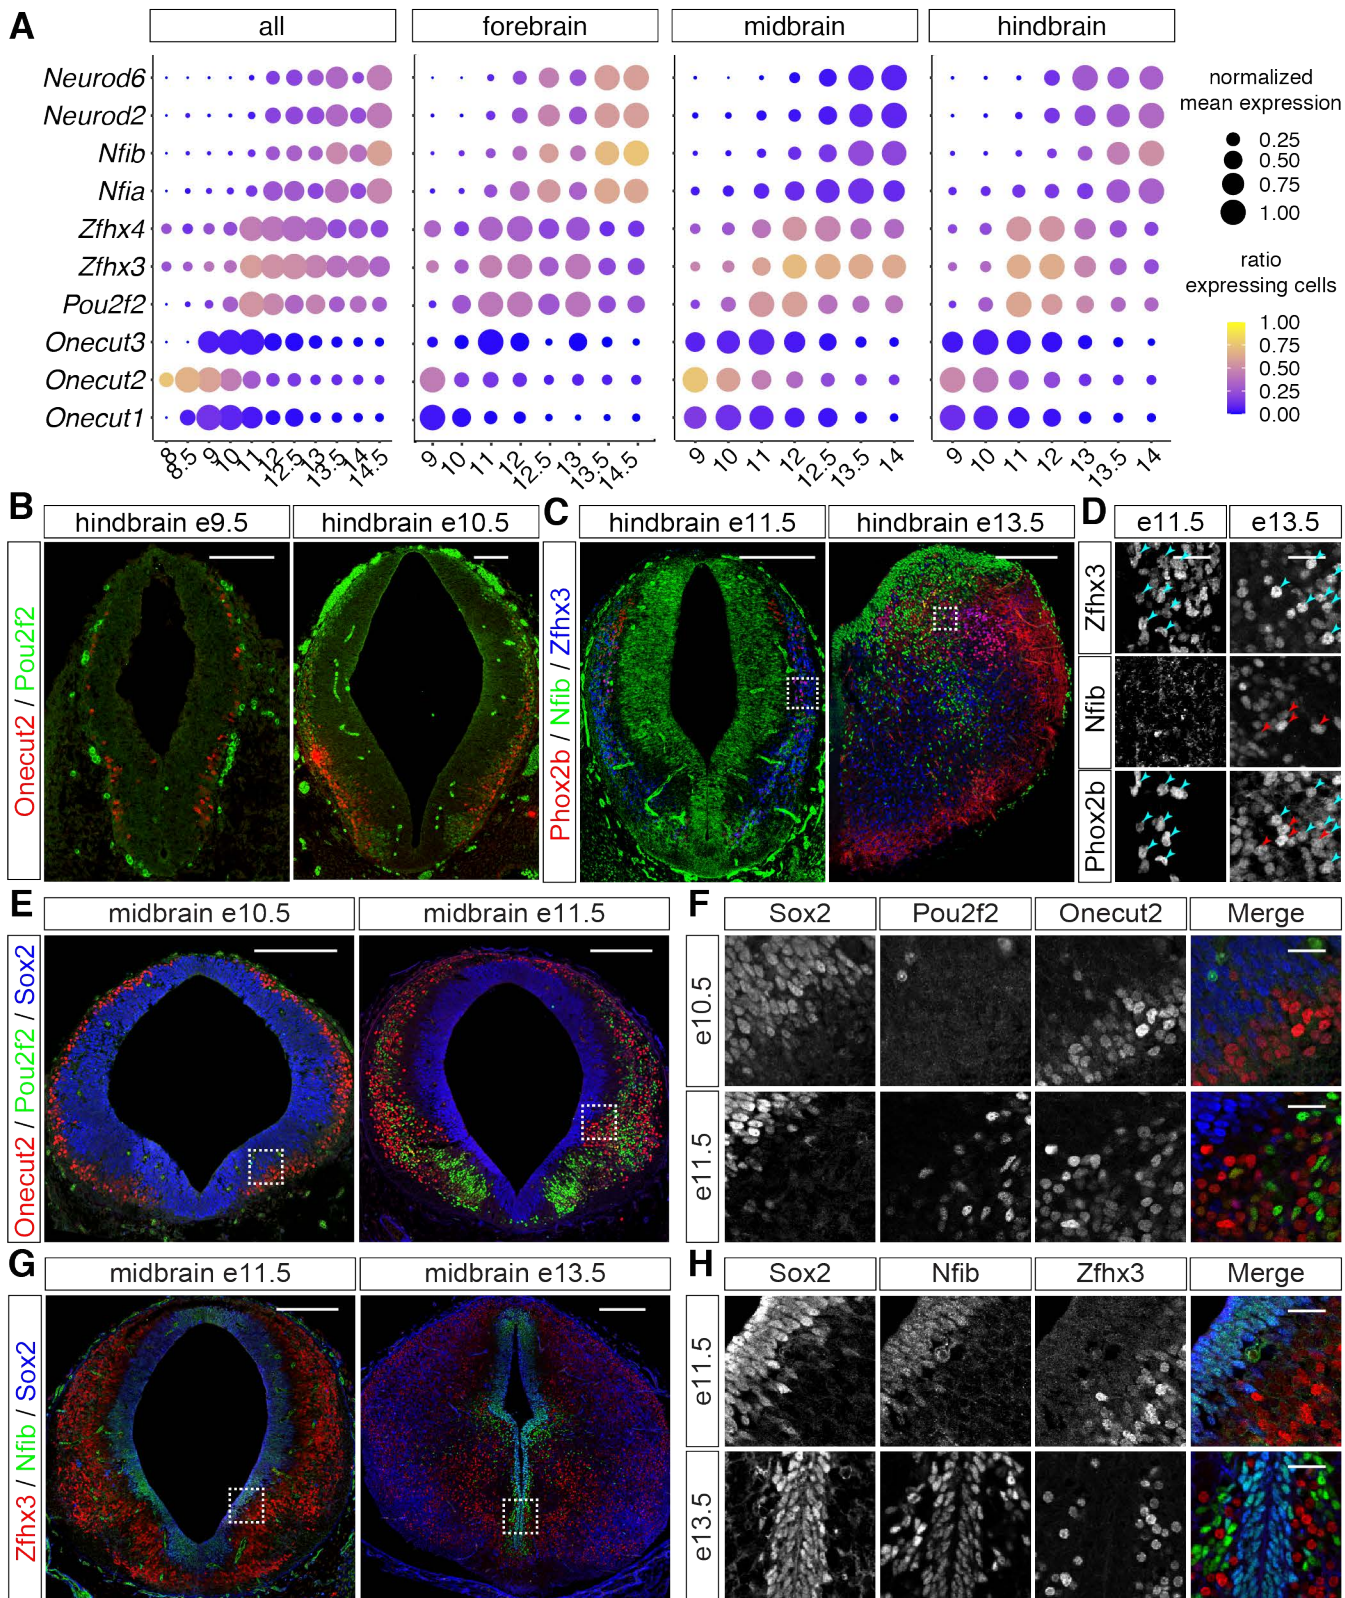 A
all
forebrain
midbrain
hindbrain
Neurod6
Neurod2
Nfib
Nfia
Zfhx4
Zfhx3
Pou2f2
Onecut3
Onecut2
Onecut1
8 8.5 9 10 11 12 12.5 13 13.5 14 14.5
9 10 11 12 12.5 13 13.5 14.5
9 10 11 12 12.5 13.5 14
9 10 11 12 13 13.5 14
normalized
mean expression
0.25
0.50
0.75
1.00
ratio
expressing cells
1.00
0.75
0.50
0.25
0.00
B
hindbrain e9.5
hindbrain e10.5
Onecut2 / Pou2f2
C
hindbrain e11.5
hindbrain e13.5
Phox2b / Nfib / Zfhx3
D
e11.5
e13.5
Zfhx3
Nfib
Phox2b
E
midbrain e10.5
midbrain e11.5
Onecut2 / Pou2f2 / Sox2
F
Sox2
Pou2f2
Onecut2
Merge
e10.5
e11.5
G
midbrain e11.5
midbrain e13.5
Zfhx3 / Nfib / Sox2
H
Sox2
Nfib
Zfhx3
Merge
e11.5
e13.5